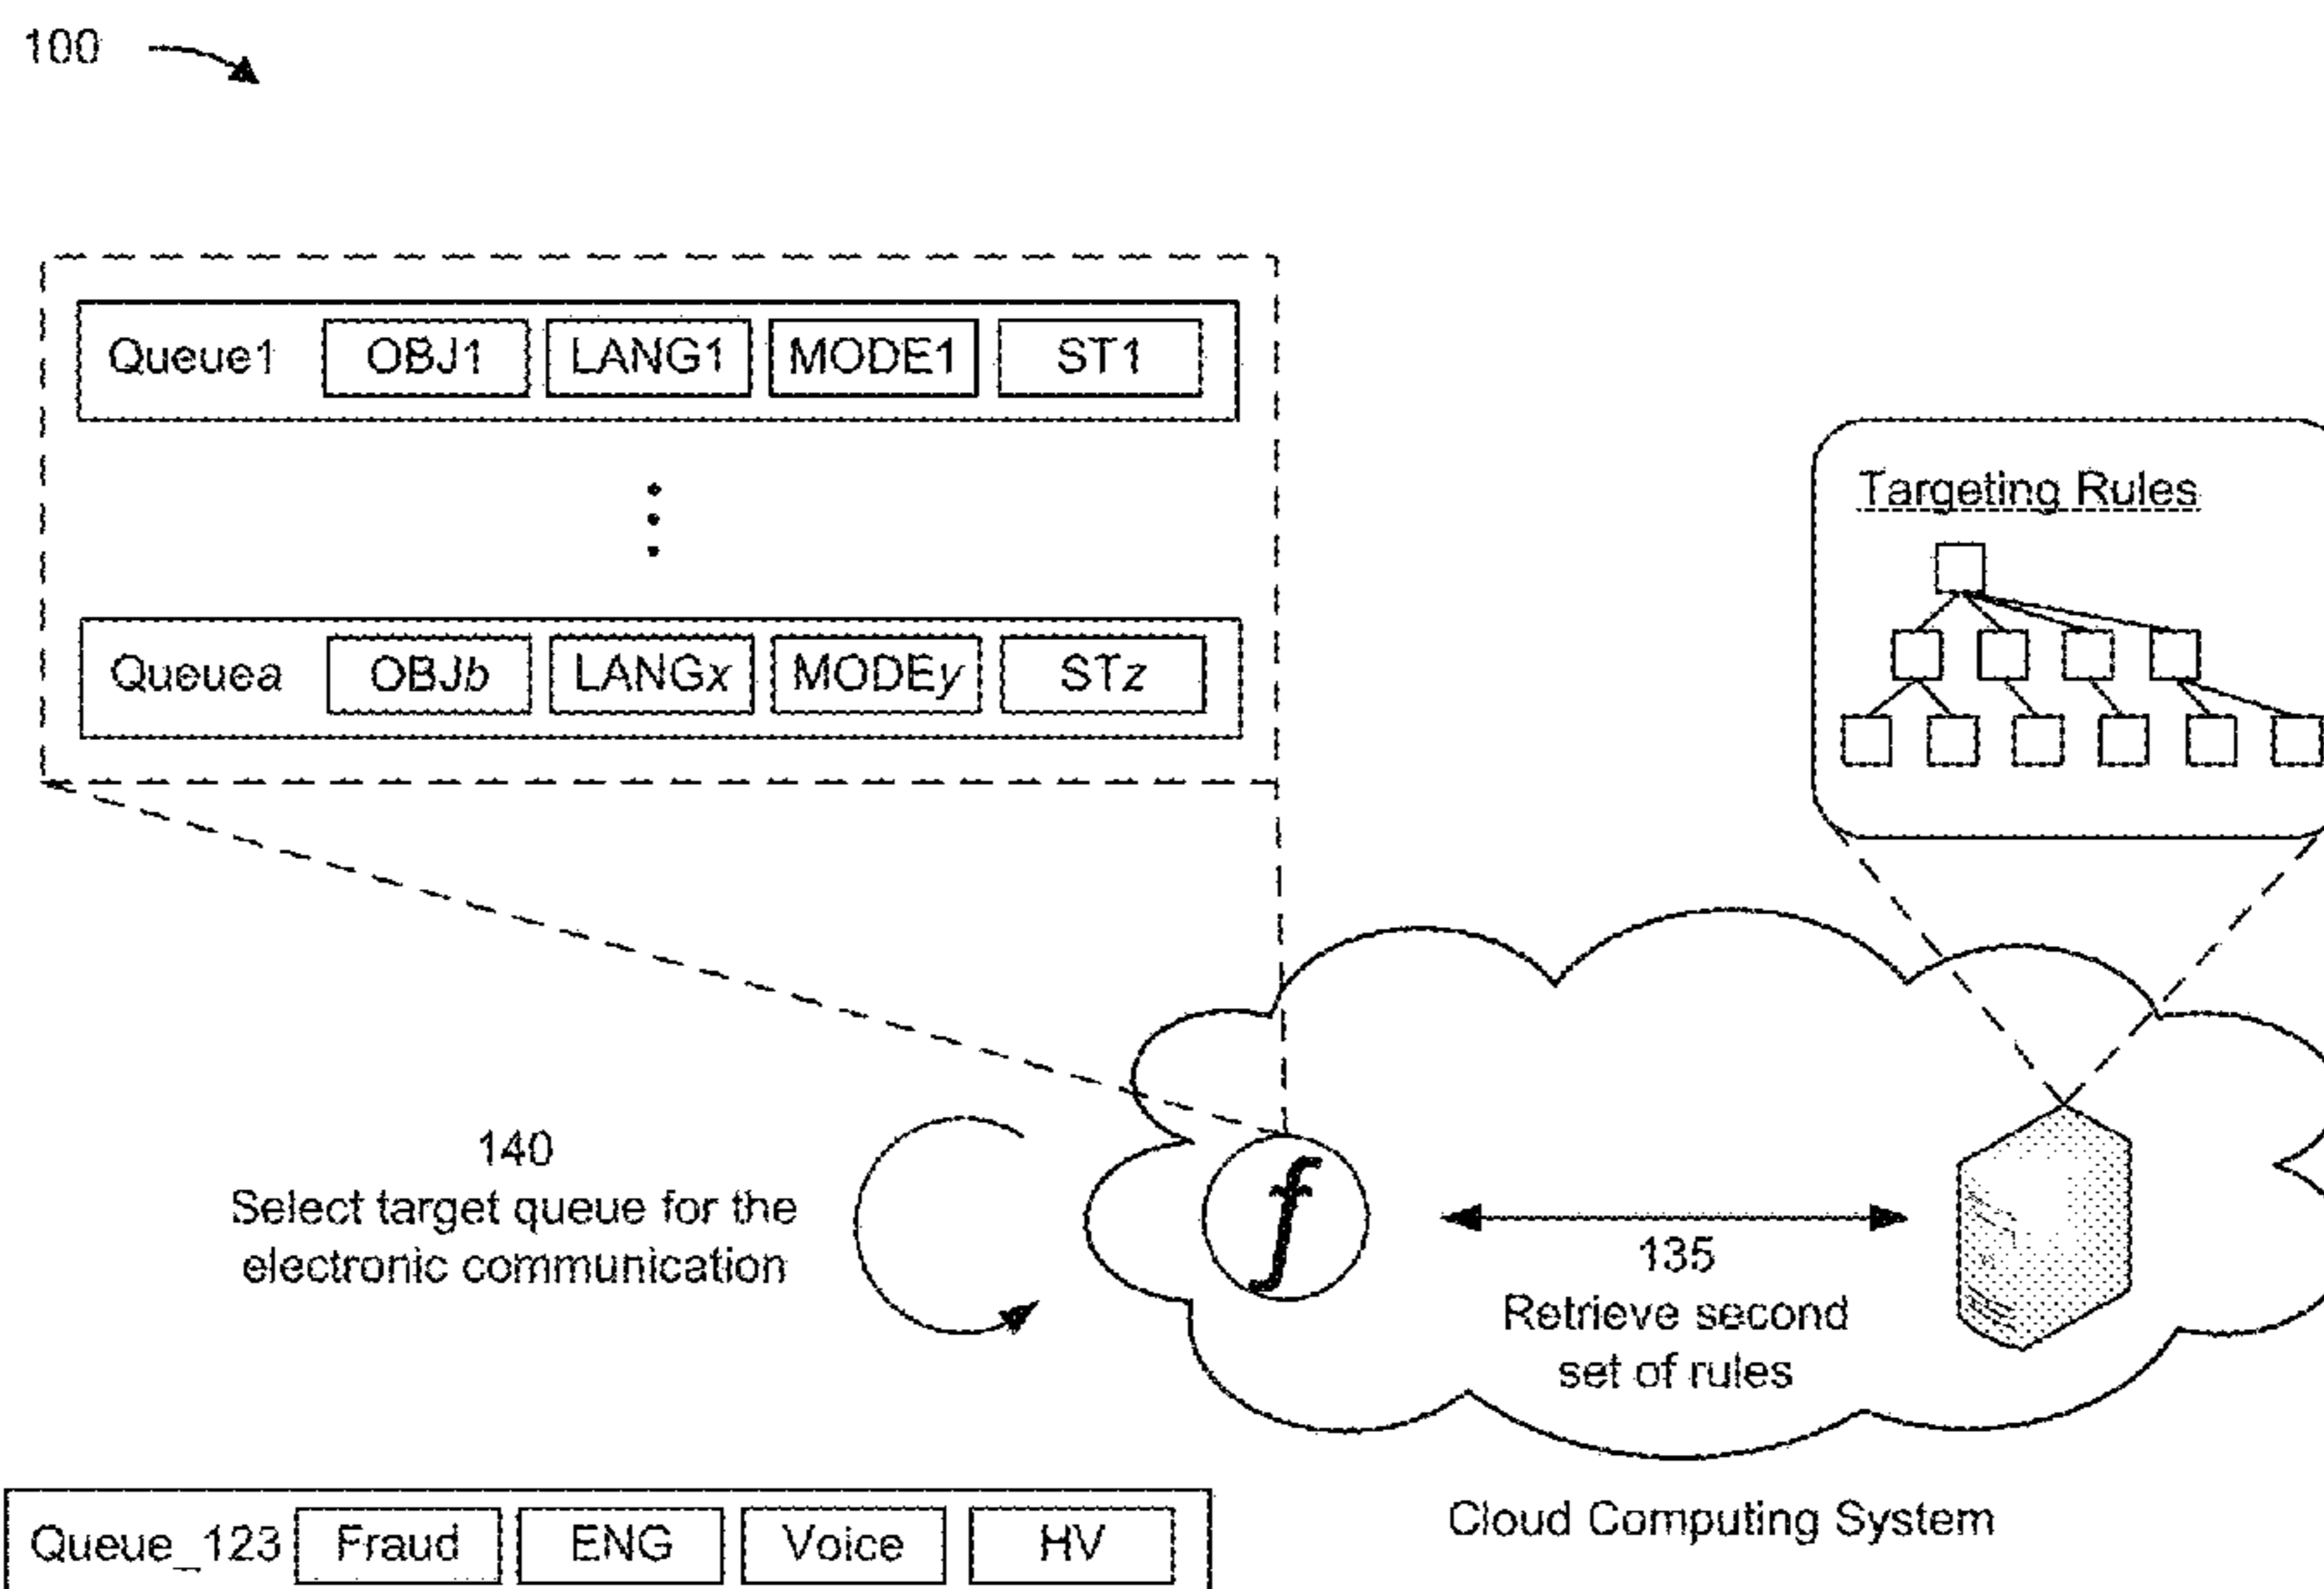 100
Queue1 OBJ1 LANG1 MODE1 ST1
Queuea OBJb LANGx MODEy STz
Targeting Rules
140
Select target queue for the
electronic communication
f
135
Retrieve second
set of rules
Cloud Computing System
Queue_123 Fraud ENG Voice HV